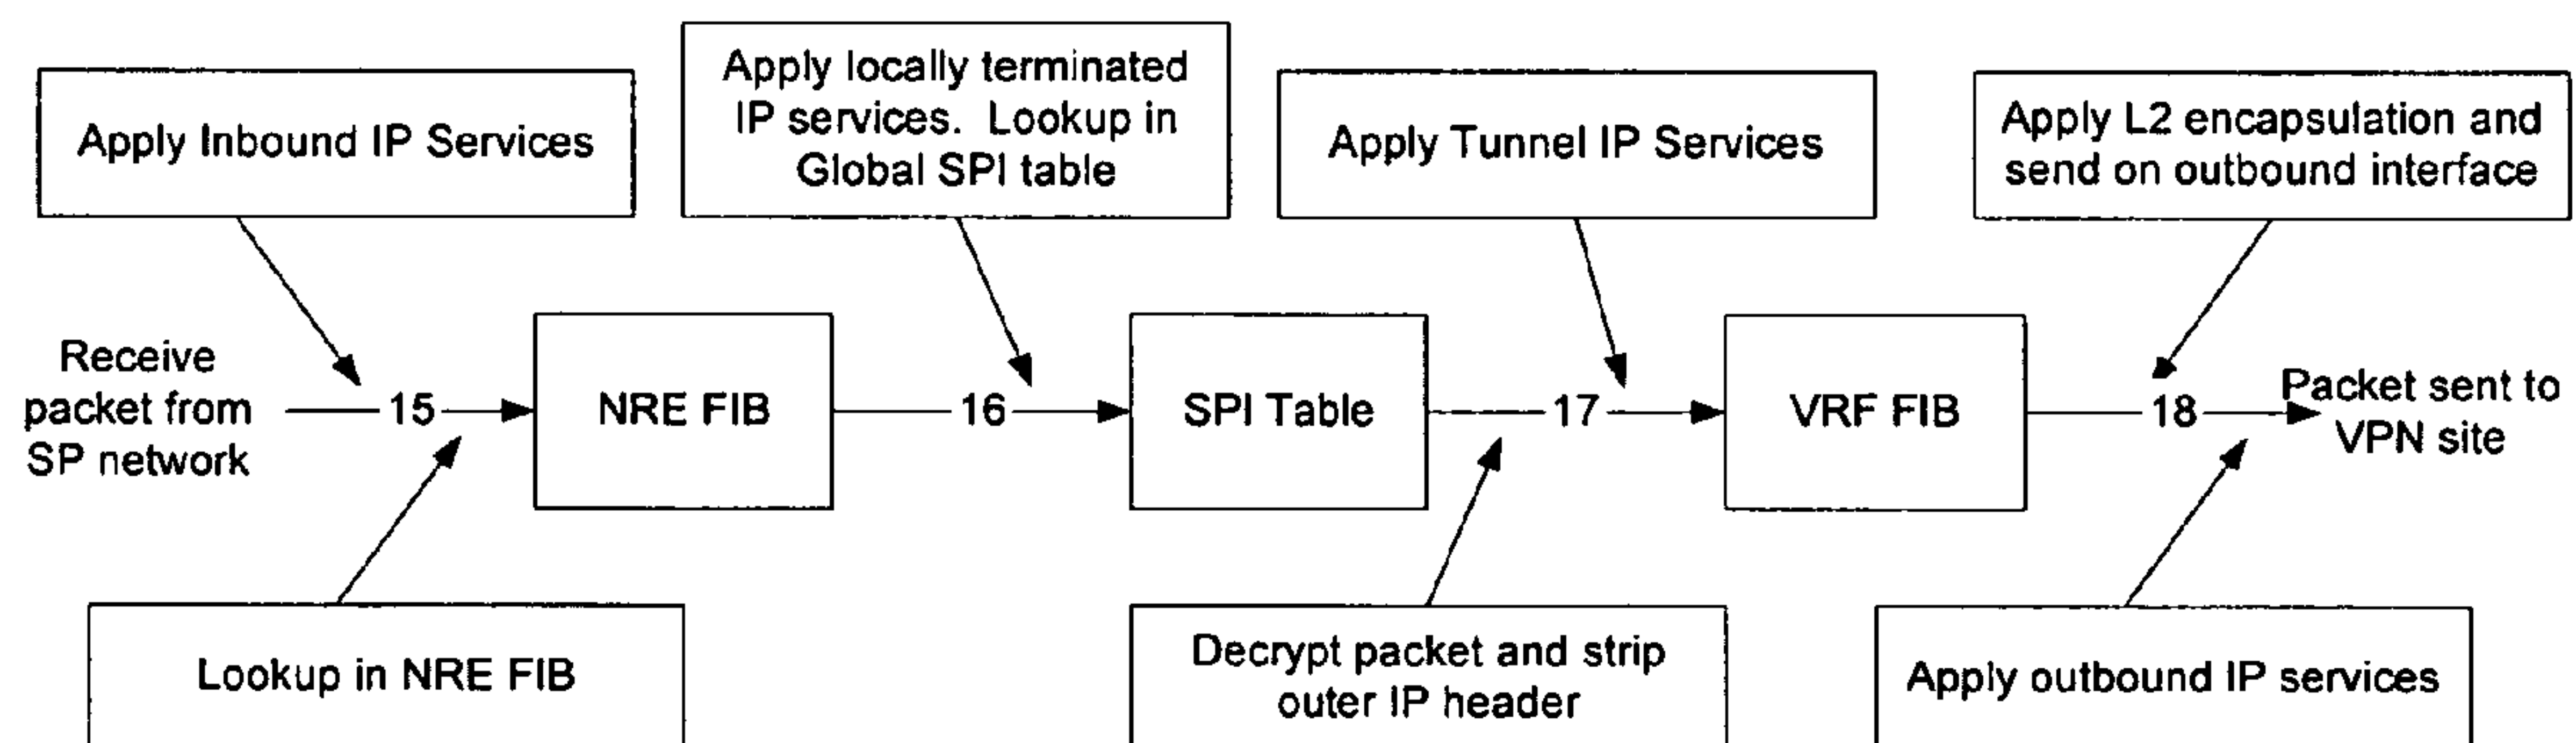 Apply Inbound IP Services
Apply locally terminated
IP services.  Lookup in
Global SPI table
Apply Tunnel IP Services
Apply L2 encapsulation and
send on outbound interface
Receive
packet from
SP network
15
NRE FIB
16
SPI Table
17
VRF FIB
18
Packet sent to
VPN site
Lookup in NRE FIB
Decrypt packet and strip
outer IP header
Apply outbound IP services